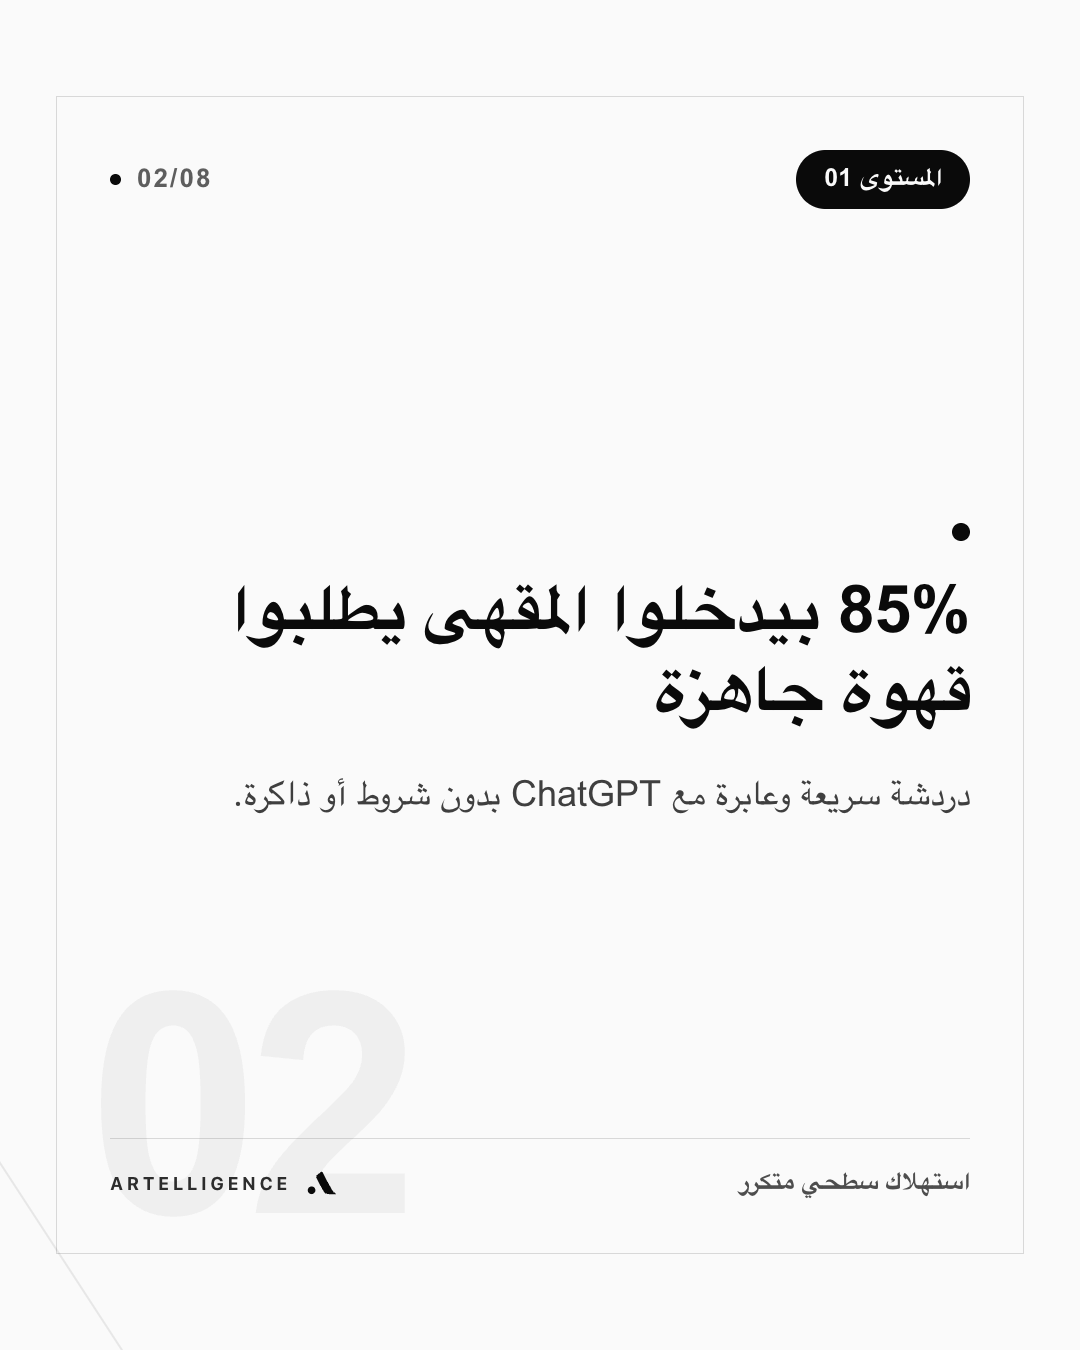 المستوى 01
02/08
85% بيدخلوا المقهى يطلبوا
قهوة جاهزة
دردشة سريعة وعابرة مع ChatGPT بدون شروط أو ذاكرة.
02
استهلاك سطحي متكرر
ARTELLIGENCE